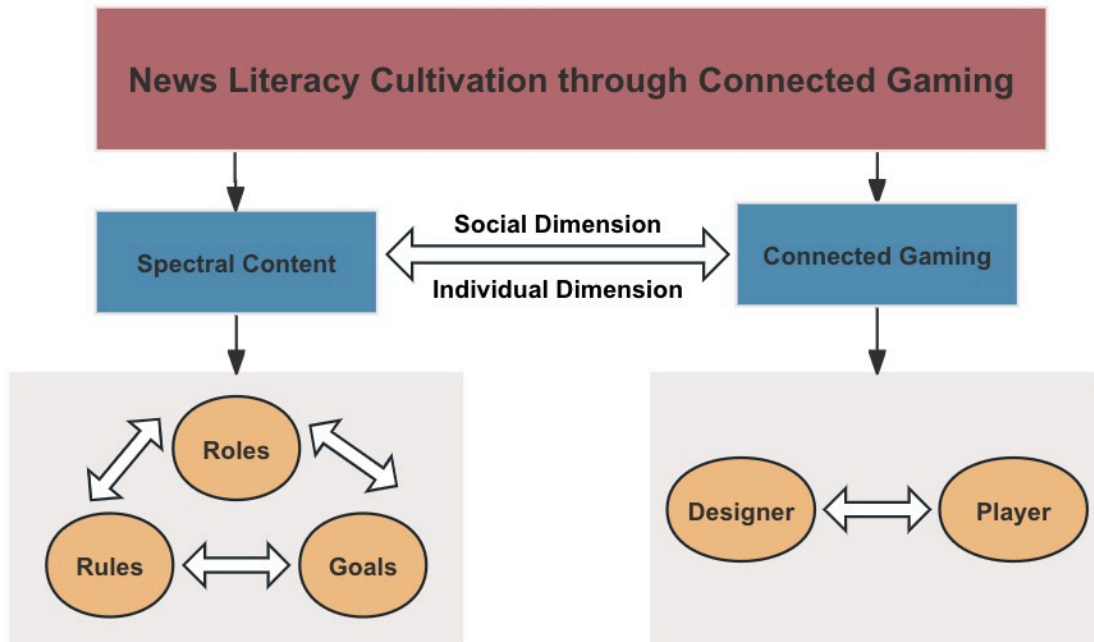 News Literacy Cultivation through Connected Gaming
Social Dimension
Spectral Content
Connected Gaming
Individual Dimension
Roles
Designer
Player
Rules
Goals